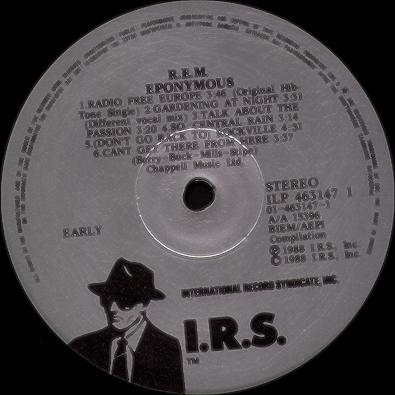 R.E.M.
EPONYMOUS
1.RADIO FREE EUROPE 3:46 (Original Hib-
Tone Single) 2.GARDENING AT NIGHT 3:31
(Different vocal mix) 3.TALK ABOUT THE
PASSION 3:20 4.SO. CENTRAL RAIN 3:14
5.(DON'T GO BACK TO) ROCKVILLE 4:31
6.CANT GET THERE FROM HERE 3:37
(Berry-Buck-Mills-Stipe)
Chappell Music Ltd.
STEREO
ILP 463147 1
01-463147-1
A/A 15396
BIEM/AEPI
Compilation
℗ 1988 I.R.S., Inc.
© 1988 I.R.S., Inc.
EARLY
INTERNATIONAL RECORD SYNDICATE, INC.
I.R.S.
TM